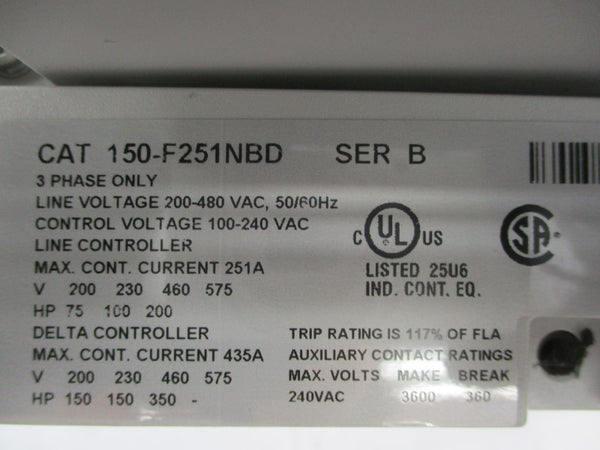 CAT 150-F251NBD SER B
3 PHASE ONLY
LINE VOLTAGE 200-480 VAC, 50/60Hz
CONTROL VOLTAGE 100-240 VAC
LINE CONTROLLER
MAX. CONT. CURRENT 251A
V 200 230 460 575
HP 75 100 200
DELTA CONTROLLER
MAX. CONT. CURRENT 435A
V 200 230 460 575
HP 150 150 350 -
C UL US
LISTED 25U6
IND. CONT. EQ.
SA
TRIP RATING IS 117% OF FLA
AUXILIARY CONTACT RATINGS
MAX. VOLTS MAKE BREAK
240VAC 3600 360